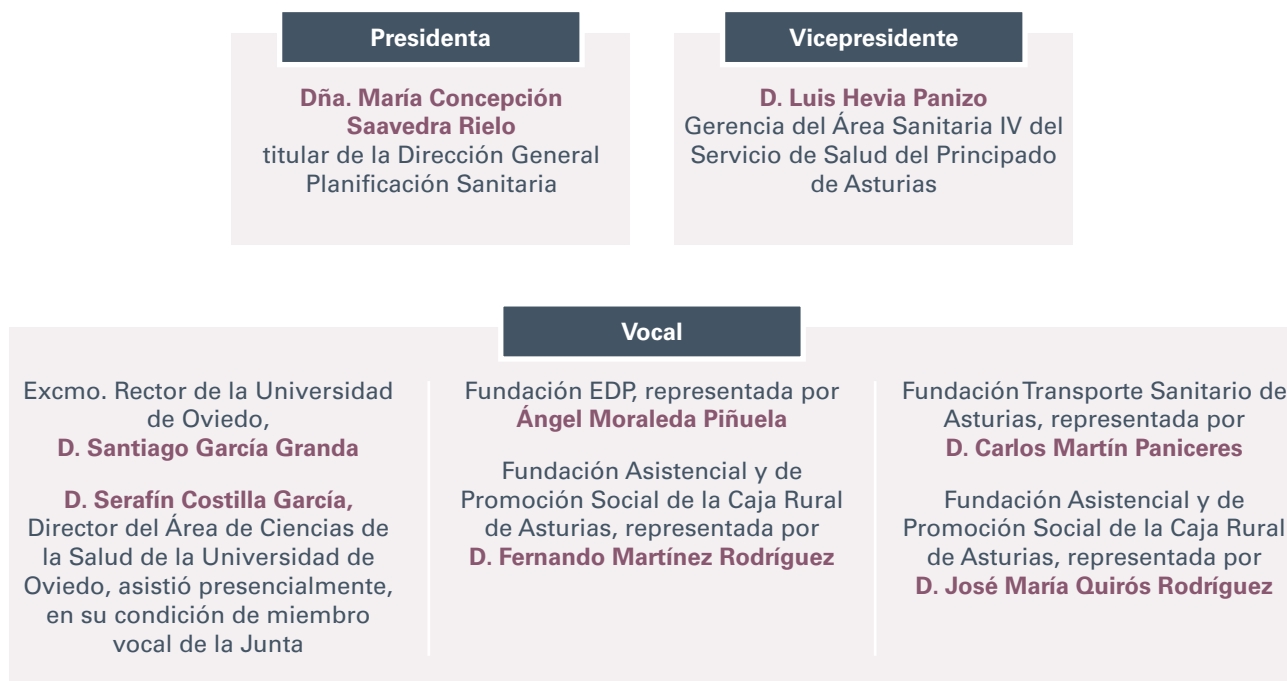 Presidenta
Dña. María Concepción
Saavedra Rielo
titular de la Dirección General
Planificación Sanitaria
Vicepresidente
D. Luis Hevia Panizo
Gerencia del Área Sanitaria IV del
Servicio de Salud del Principado
de Asturias
Vocal
Excmo. Rector de la Universidad
de Oviedo,
D. Santiago García Granda
D. Serafín Costilla García,
Director del Área de Ciencias de
la Salud de la Universidad de
Oviedo, asistió presencialmente,
en su condición de miembro
vocal de la Junta
Fundación EDP, representada por
Ángel Moraleda Piñuela
Fundación Asistencial y de
Promoción Social de la Caja Rural
de Asturias, representada por
D. Fernando Martínez Rodríguez
Fundación Transporte Sanitario de
Asturias, representada por
D. Carlos Martín Paniceres
Fundación Asistencial y de
Promoción Social de la Caja Rural
de Asturias, representada por
D. José María Quirós Rodríguez